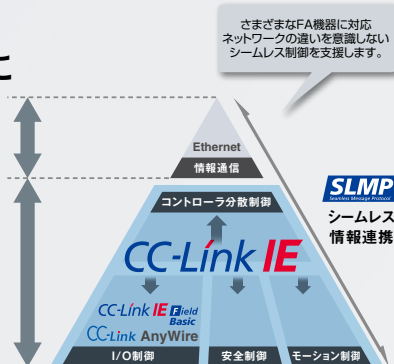 さまざまなFA機器に対応
ネットワークの違いを意識しない
シームレス制御を支援します。
に
Ethernet
情報通信
SLMP
Seamless Message Protocol
シームレス
情報連携
コントローラ分散制御
CC-Link IE
CC-Link IE Field
Basic
CC-Link AnyWire
I/O制御
安全制御
モーション制御